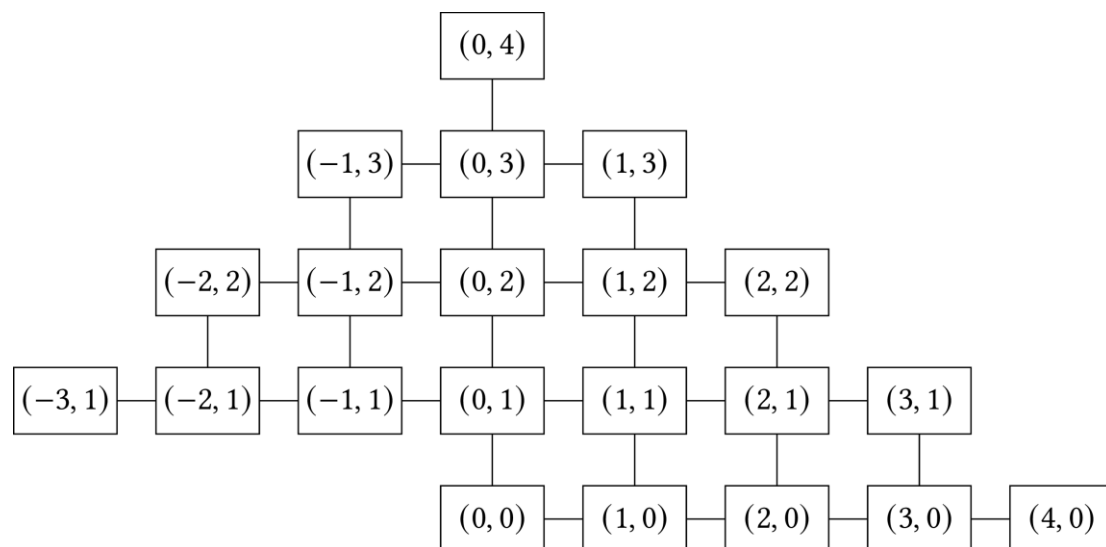 (0, 4)
(−1, 3) (0, 3) (1, 3)
(−2, 2) (−1, 2) (0, 2) (1, 2) (2, 2)
(−3, 1) (−2, 1) (−1, 1) (0, 1) (1, 1) (2, 1) (3, 1)
(0, 0) (1, 0) (2, 0) (3, 0) (4, 0)